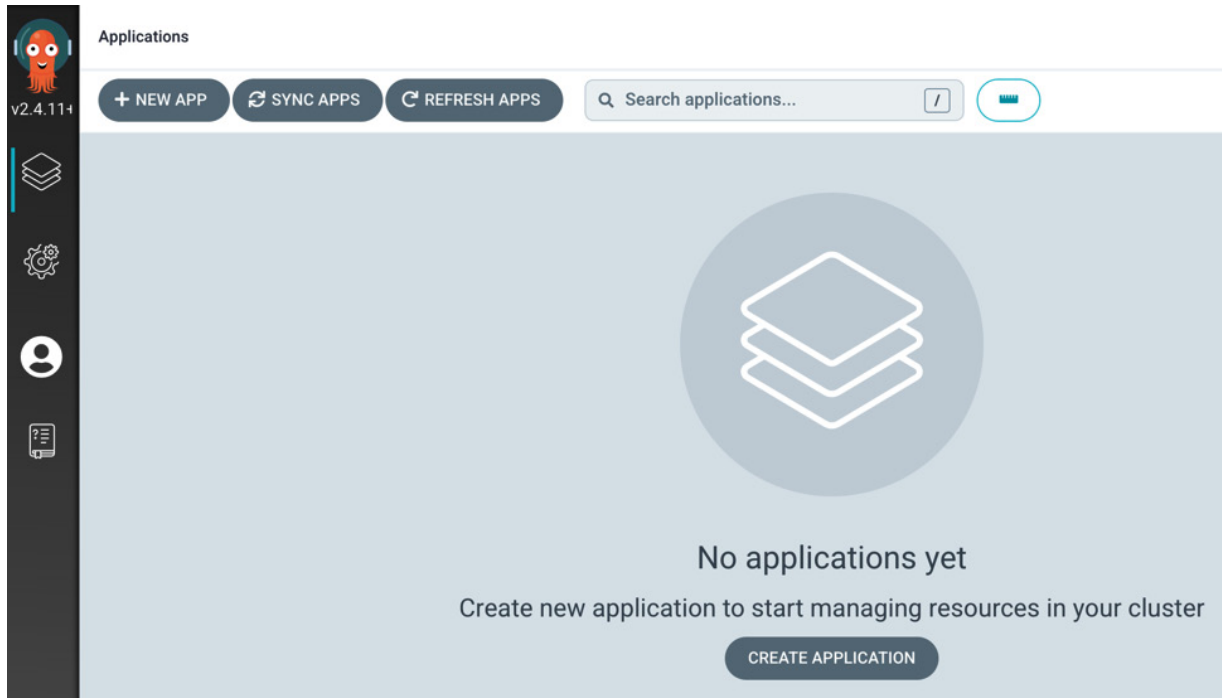 Applications
v2.4.11+
+ NEW APP SYNC APPS REFRESH APPS Search applications... /
No applications yet
Create new application to start managing resources in your cluster
CREATE APPLICATION